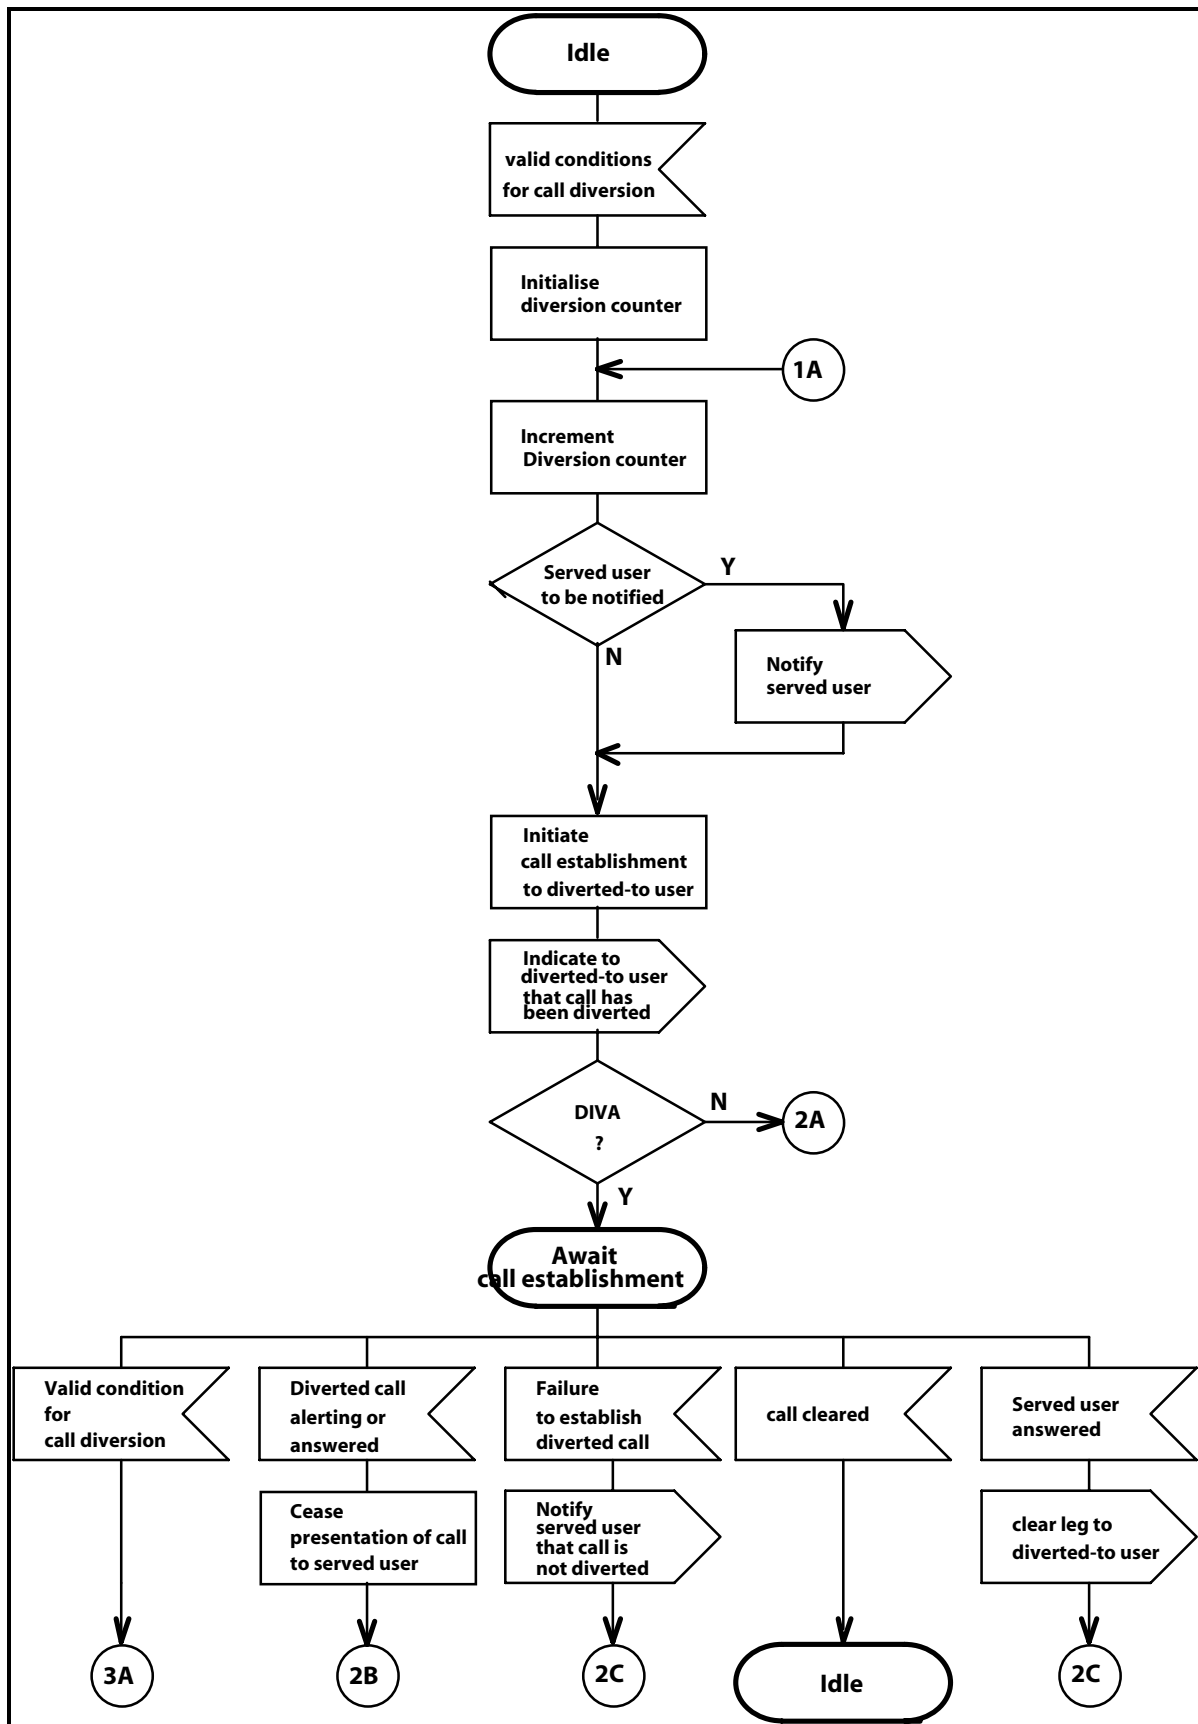 Idle
valid conditions
for call diversion
Initialise
diversion counter
1A
Increment
Diversion counter
Served user
to be notified
Y
N
Notify
served user
Initiate
call establishment
to diverted-to user
Indicate to
diverted-to user
that call has
been diverted
DIVA
?
N
2A
Y
Await
call establishment
Valid condition
for
call diversion
Diverted call
alerting or
answered
Failure
to establish
diverted call
call cleared
Served user
answered
Cease
presentation of call
to served user
Notify
served user
that call is
not diverted
clear leg to
diverted-to user
3A
2B
2C
Idle
2C